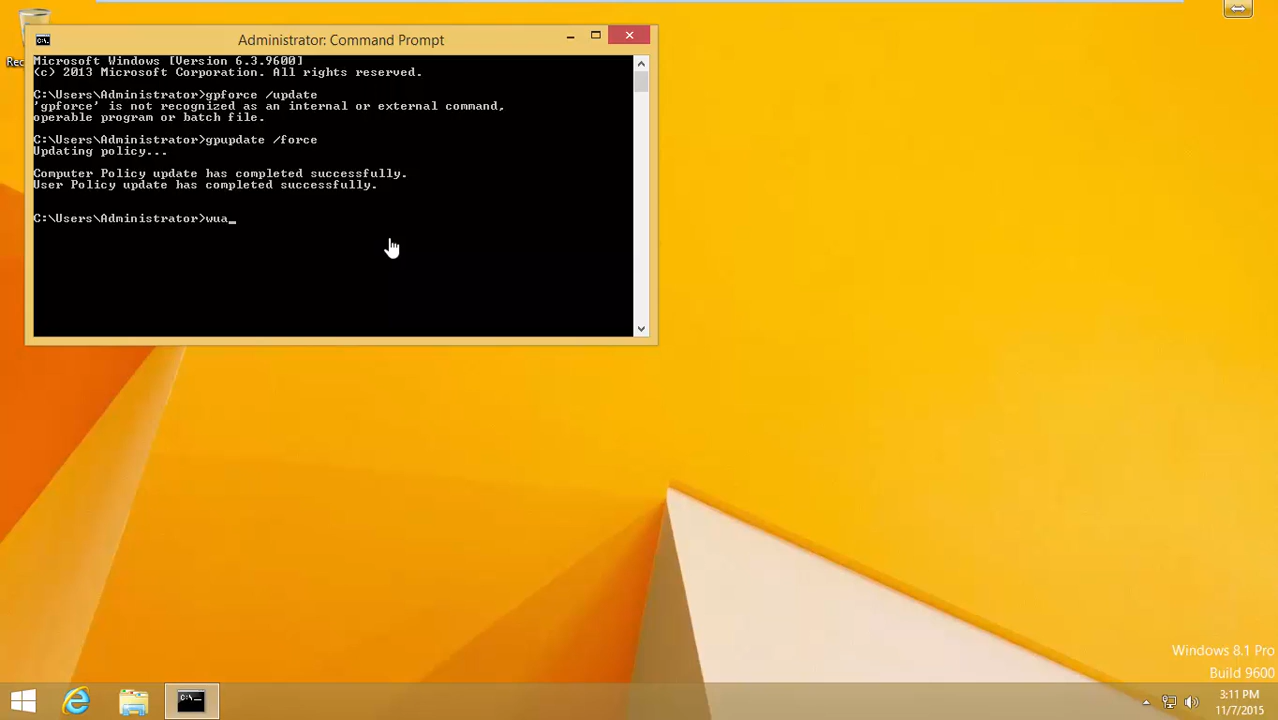 Rec
Administrator: Command Prompt
Microsoft Windows [Version 6.3.9600]
(c) 2013 Microsoft Corporation. All rights reserved.
C:\Users\Administrator>gpforce /update
'gpforce' is not recognized as an internal or external command,
operable program or batch file.
C:\Users\Administrator>gpupdate /force
Updating policy...
Computer Policy update has completed successfully.
User Policy update has completed successfully.
C:\Users\Administrator>wua_
Windows 8.1 Pro
Build 9600
3:11 PM
11/7/2015